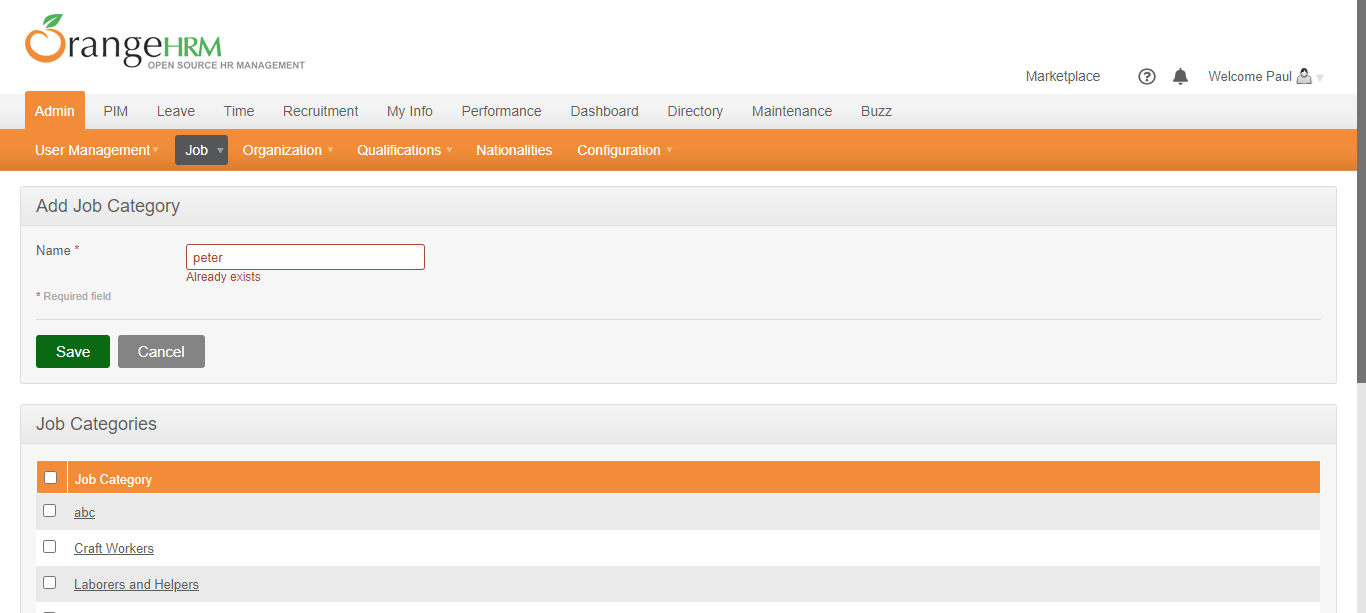 OrangeHRM
OPEN SOURCE HR MANAGEMENT
Marketplace ? Welcome Paul
Admin PIM Leave Time Recruitment My Info Performance Dashboard Directory Maintenance Buzz
User Management Job Organization Qualifications Nationalities Configuration
Add Job Category
Name * peter
Already exists
* Required field
Save Cancel
Job Categories
Job Category
abc
Craft Workers
Laborers and Helpers